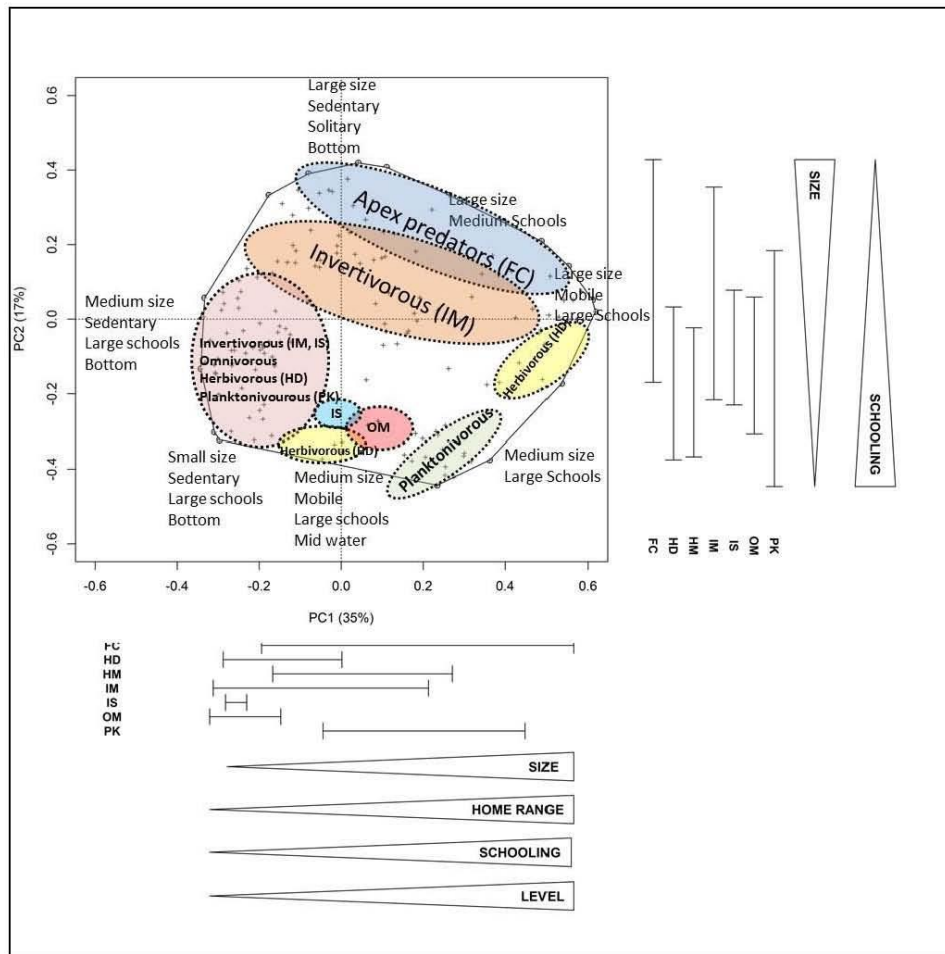 Large size
Sedentary
Solitary
Bottom
Apex predators (FC)
Large size
Medium Schools
Invertivorous (IM)
Large size
Mobile
Large Schools
Medium size
Sedentary
Large schools
Bottom
Invertivorous (IM, IS)
Omnivorous
Herbivorous (HD)
Planktonivourous (PK)
Herbivorous (HD)
IS
OM
Herbivorous (HD)
Planktonivorous
Small size
Sedentary
Large schools
Bottom
Medium size
Mobile
Large schools
Mid water
Medium size
Large Schools
0.6
0.4
0.2
0.0
-0.2
-0.4
-0.6
PC2 (17%)
-0.6
-0.4
-0.2
0.0
0.2
0.4
0.6
PC1 (35%)
SIZE
SCHOOLING
FC
HD
HM
IM
IS
OM
PK
FC
HD
HM
IM
IS
OM
PK
SIZE
HOME RANGE
SCHOOLING
LEVEL